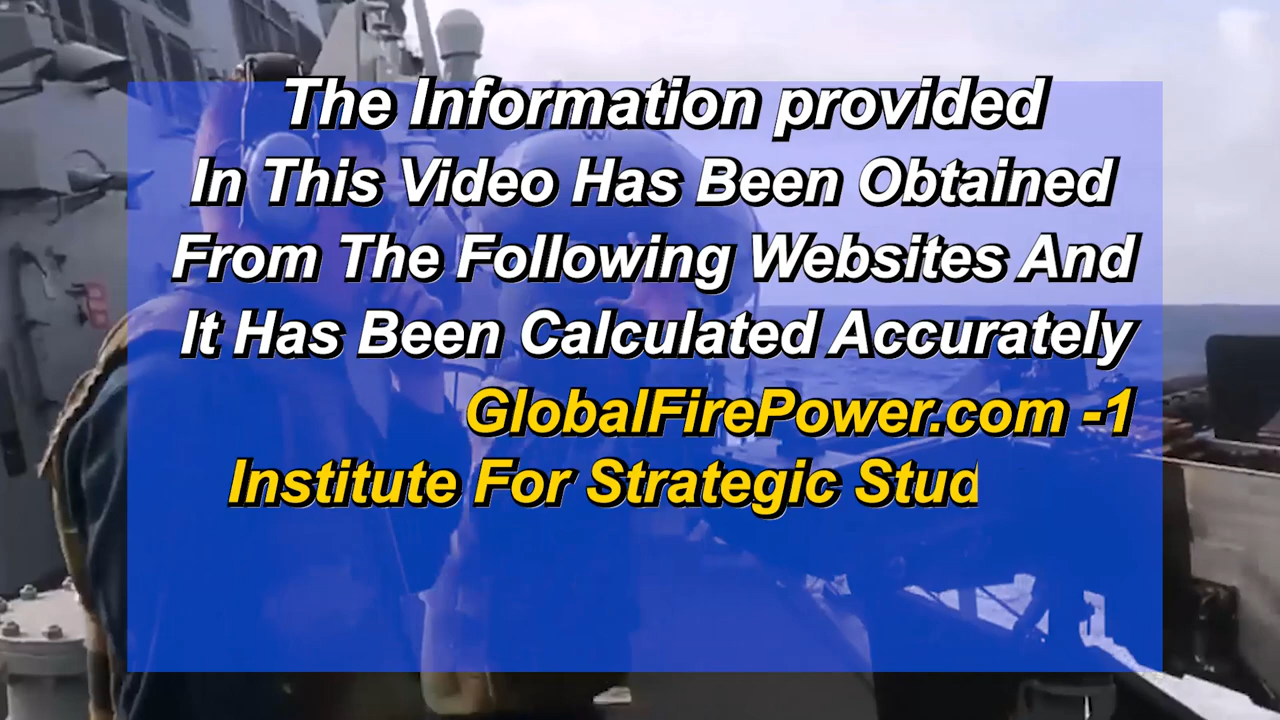 The Information provided
In This Video Has Been Obtained
From The Following Websites And
It Has Been Calculated Accurately
GlobalFirePower.com -1
Institute For Strategic Stud